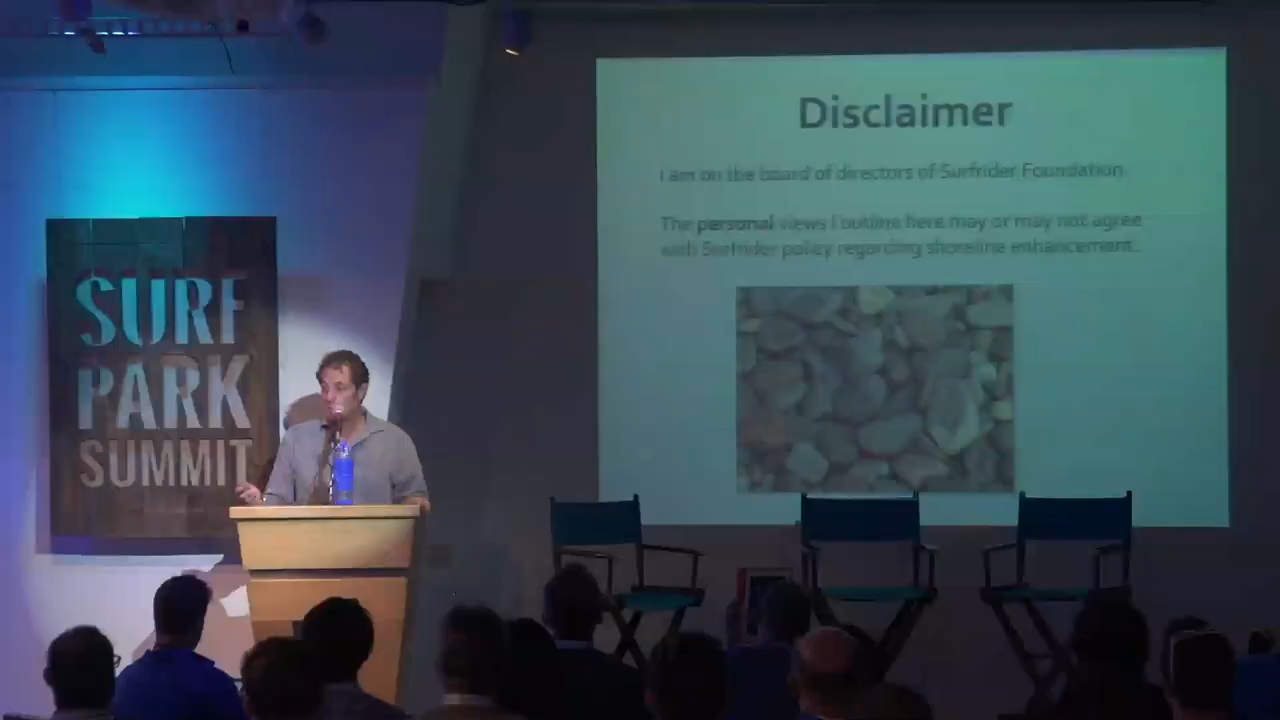 SURF
PARK
SUMMIT
Disclaimer
I am on the board of directors of Surfrider Foundation
The personal views I outline here may or may not agree
with Surfrider policy regarding shoreline enhancement.